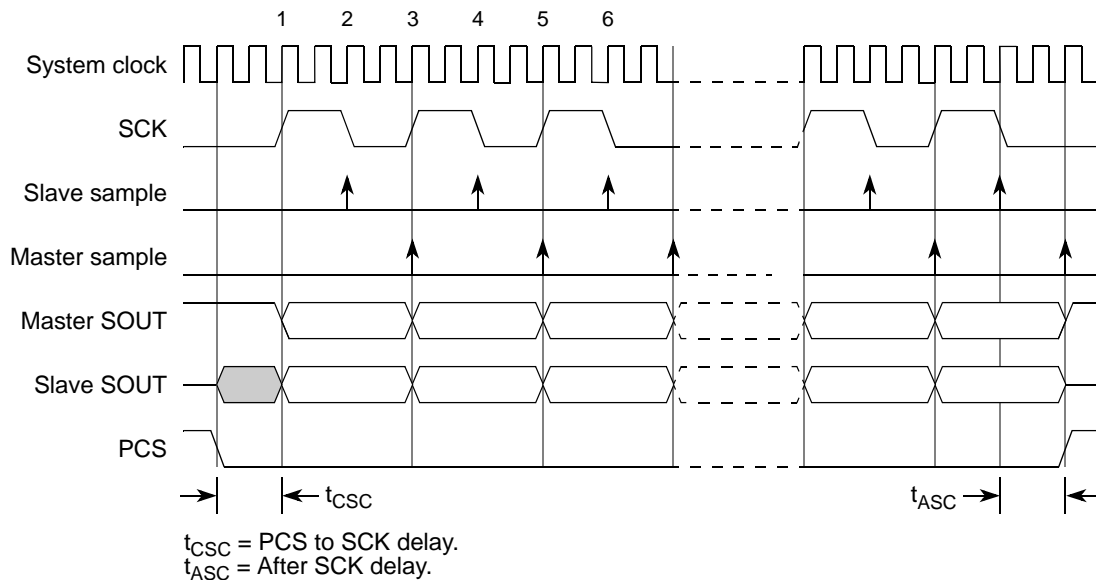 1 2 3 4 5 6
System clock
SCK
Slave sample
Master sample
Master SOUT
Slave SOUT
PCS
tCSC tASC
tCSC = PCS to SCK delay.
tASC = After SCK delay.